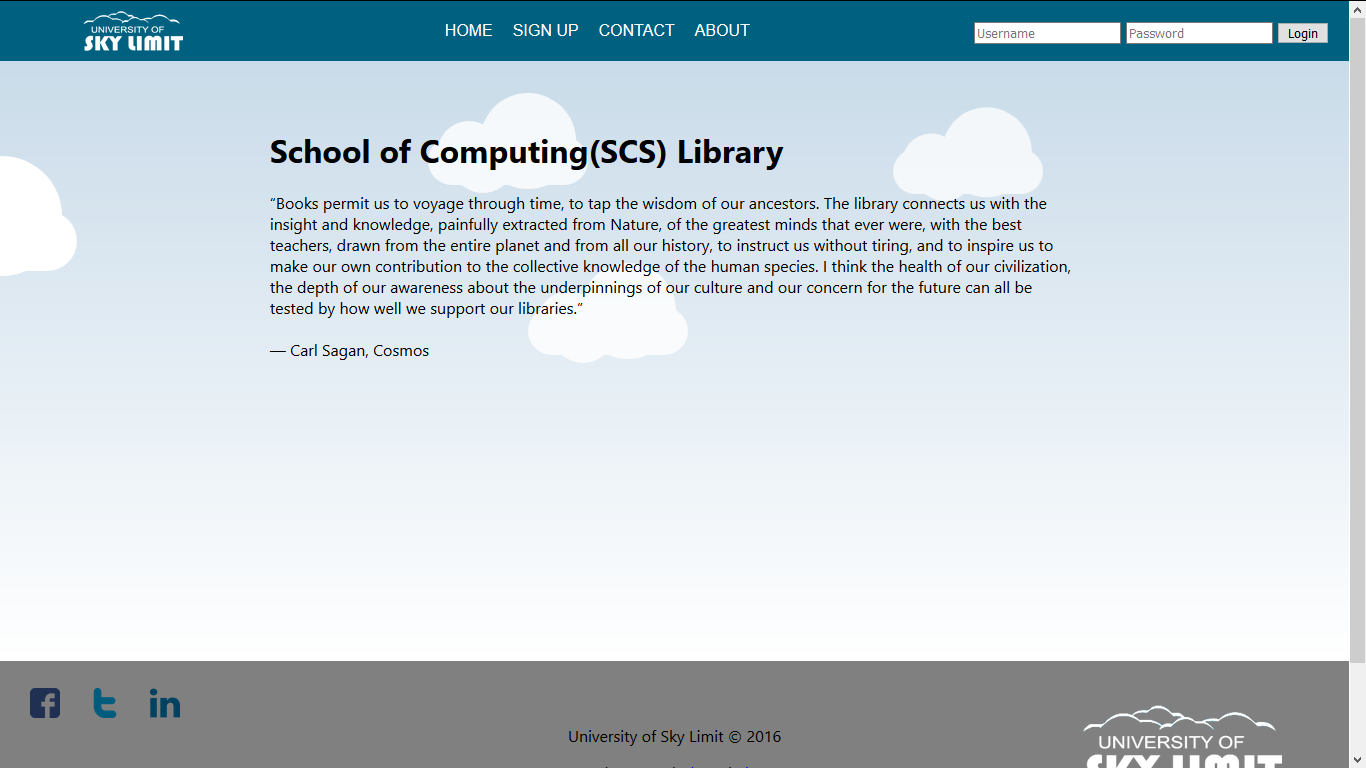 UNIVERSITY OF
SKY LIMIT
HOME SIGN UP CONTACT ABOUT
Username Password Login
School of Computing(SCS) Library
“Books permit us to voyage through time, to tap the wisdom of our ancestors. The library connects us with the
insight and knowledge, painfully extracted from Nature, of the greatest minds that ever were, with the best
teachers, drawn from the entire planet and from all our history, to instruct us without tiring, and to inspire us to
make our own contribution to the collective knowledge of the human species. I think the health of our civilization,
the depth of our awareness about the underpinnings of our culture and our concern for the future can all be
tested by how well we support our libraries.”
— Carl Sagan, Cosmos
f t in
University of Sky Limit © 2016
UNIVERSITY OF
SKY LIMIT